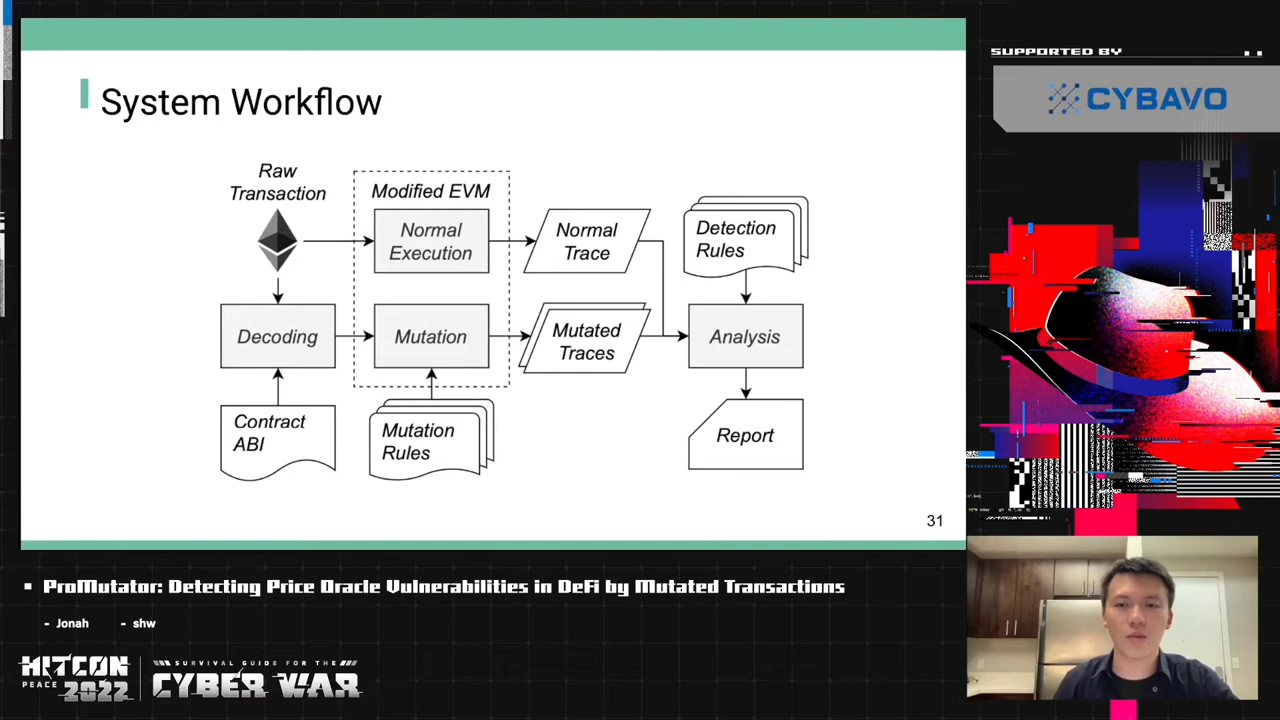 SUPPORTED BY
CYBAVO
System Workflow
Raw
Transaction
Modified EVM
Normal
Execution
Normal
Trace
Detection
Rules
Decoding
Mutation
Mutated
Traces
Analysis
Contract
ABI
Mutation
Rules
Report
31
ProMutator: Detecting Price Oracle Vulnerabilities in DeFi by Mutated Transactions
- Jonah - shw
HITCON
PEACE 2022
SURVIVAL GUIDE FOR THE
CYBER WAR